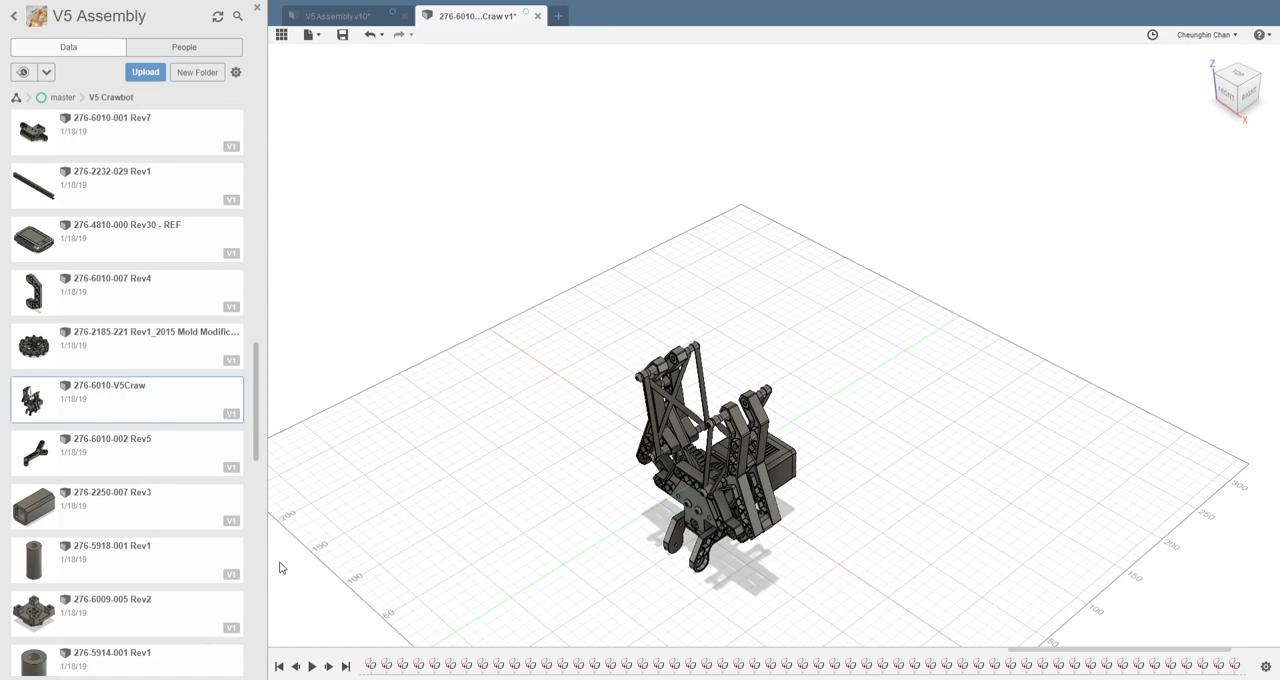 V5 Assembly
V5 Assembly v10*
276-6010...Craw v1*
Cheunghin Chan
Data
People
Upload
New Folder
master
V5 Crawbot
276-6010-001 Rev7
1/18/19
V1
276-2232-029 Rev1
1/18/19
V1
276-4810-000 Rev30 - REF
1/18/19
V1
276-6010-007 Rev4
1/18/19
V1
276-2185-221 Rev1_2015 Mold Modific...
1/18/19
V1
276-6010-V5Craw
1/18/19
V1
276-6010-002 Rev5
1/18/19
V1
276-2250-007 Rev3
1/18/19
V1
276-5918-001 Rev1
1/18/19
V1
276-6009-005 Rev2
1/18/19
V1
276-5914-001 Rev1
1/18/19
Z
TOP
FRONT
RIGHT
X
200
150
100
50
300
250
200
150
100
50